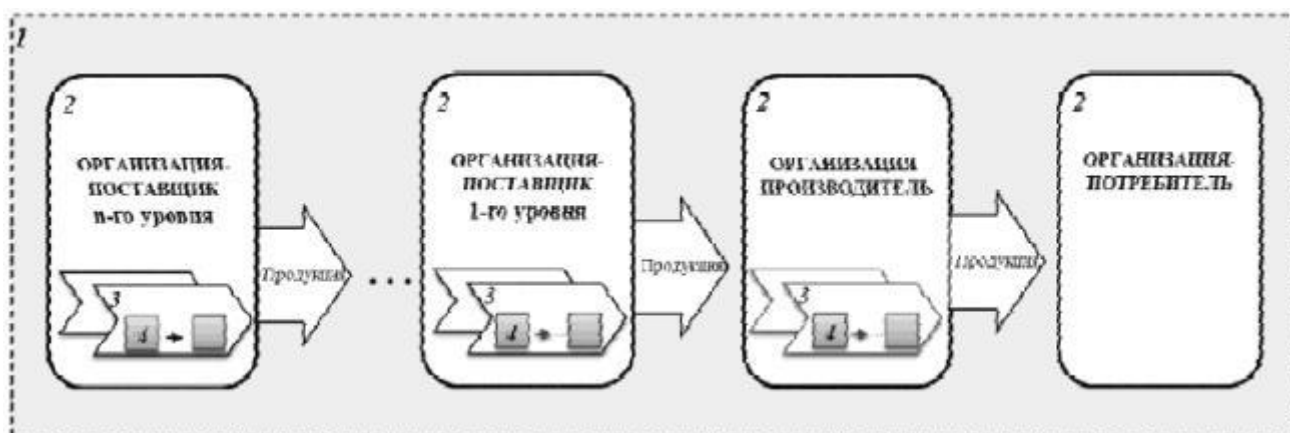 1
2
ОРГАНИЗАЦИЯ-
ПОСТАВЩИК
n-го уровня
3
4
Продукция
...
2
ОРГАНИЗАЦИЯ-
ПОСТАВЩИК
1-го уровня
3
4
Продукция
2
ОРГАНИЗАЦИЯ
ПРОИЗВОДИТЕЛЬ
3
4
Продукция
2
ОРГАНИЗАЦИЯ-
ПОТРЕБИТЕЛЬ